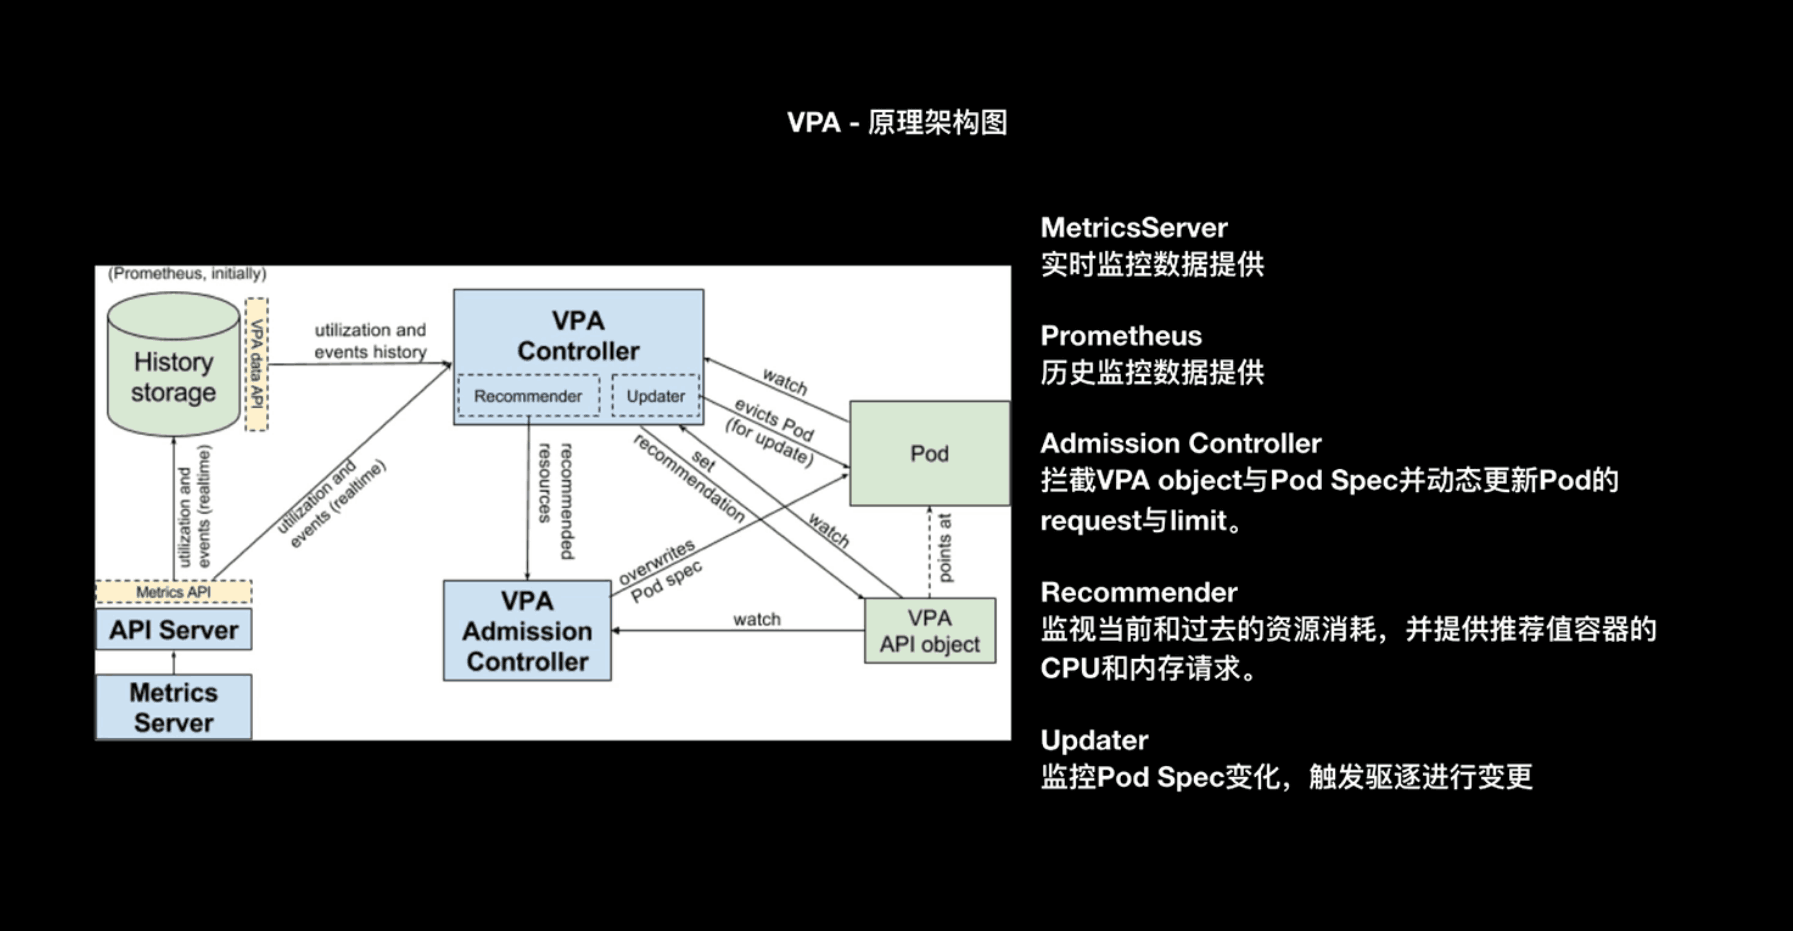 VPA - 原理架构图
(Prometheus, initially)
History
storage
VPA data API
utilization and
events history
VPA
Controller
Recommender
Updater
watch
evicts Pod
(for update)
Pod
utilization and
events (realtime)
utilization and
events (realtime)
recommended
resources
set
recommendation
watch
overwrites
Pod spec
points at
Metrics API
API Server
Metrics
Server
VPA
Admission
Controller
watch
VPA
API object
MetricsServer
实时监控数据提供
Prometheus
历史监控数据提供
Admission Controller
拦截VPA object与Pod Spec并动态更新Pod的
request与limit。
Recommender
监视当前和过去的资源消耗，并提供推荐值容器的
CPU和内存请求。
Updater
监控Pod Spec变化，触发驱逐进行变更